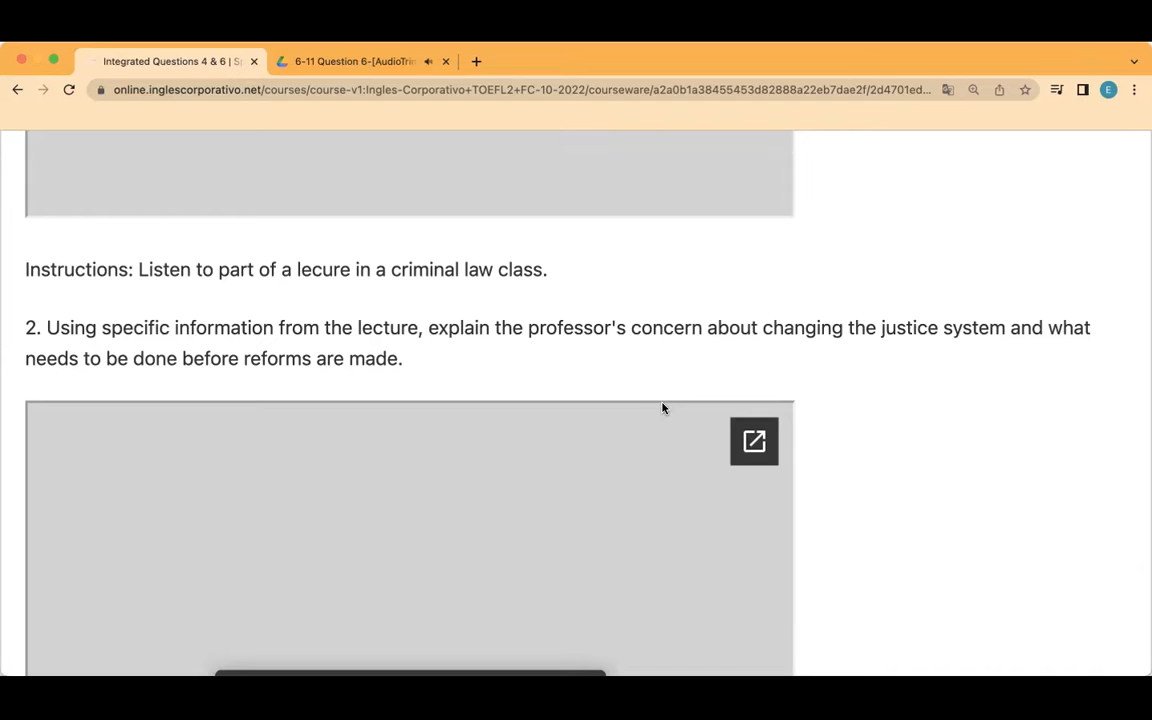 Integrated Questions 4 & 6 | S
6-11 Question 6-[AudioTrin
online.inglescorporativo.net/courses/course-v1:Ingles-Corporativo+TOEFL2+FC-10-2022/courseware/a2a0b1a38455453d82888a22eb7dae2f/2d4701ed...
E
Instructions: Listen to part of a lecure in a criminal law class.
2. Using specific information from the lecture, explain the professor's concern about changing the justice system and what
needs to be done before reforms are made.